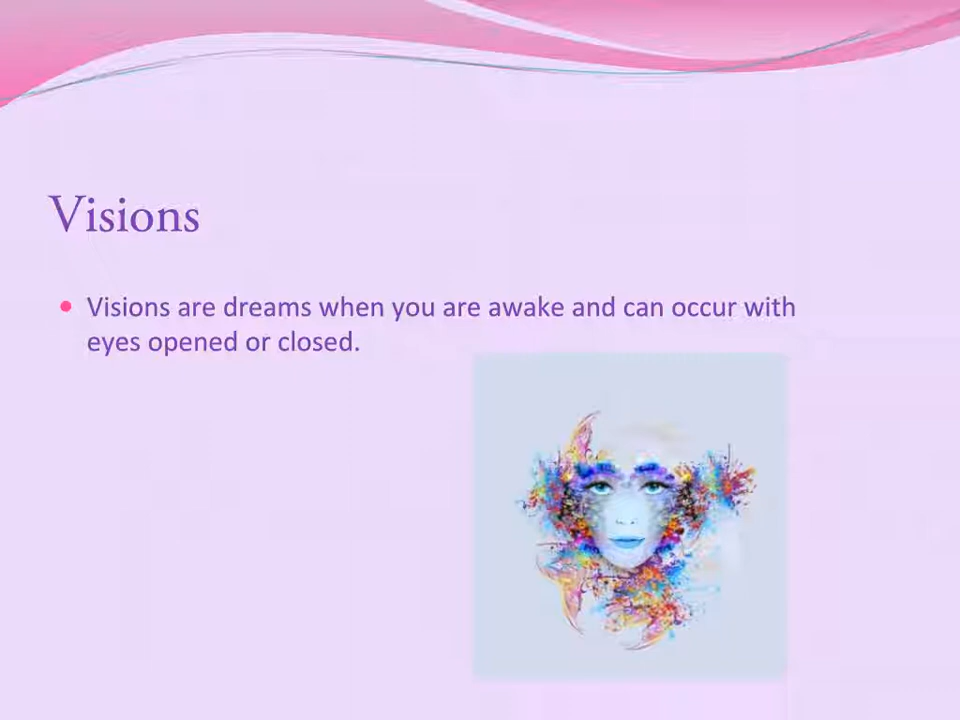 Visions
• Visions are dreams when you are awake and can occur with
eyes opened or closed.